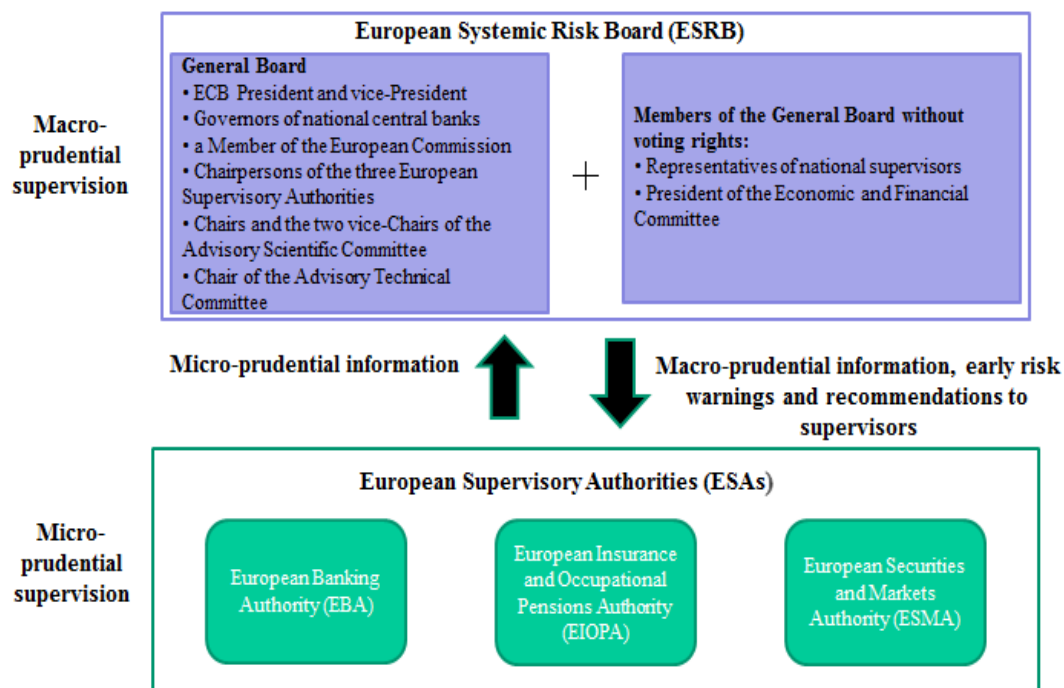 European Systemic Risk Board (ESRB)
Macro-
prudential
supervision
General Board
• ECB President and vice-President
• Governors of national central banks
• a Member of the European Commission
• Chairpersons of the three European
Supervisory Authorities
• Chairs and the two vice-Chairs of the
Advisory Scientific Committee
• Chair of the Advisory Technical
Committee
+
Members of the General Board without
voting rights:
• Representatives of national supervisors
• President of the Economic and Financial
Committee
Micro-prudential information
Macro-prudential information, early risk
warnings and recommendations to
supervisors
European Supervisory Authorities (ESAs)
Micro-
prudential
supervision
European Banking
Authority (EBA)
European Insurance
and Occupational
Pensions Authority
(EIOPA)
European Securities
and Markets
Authority (ESMA)